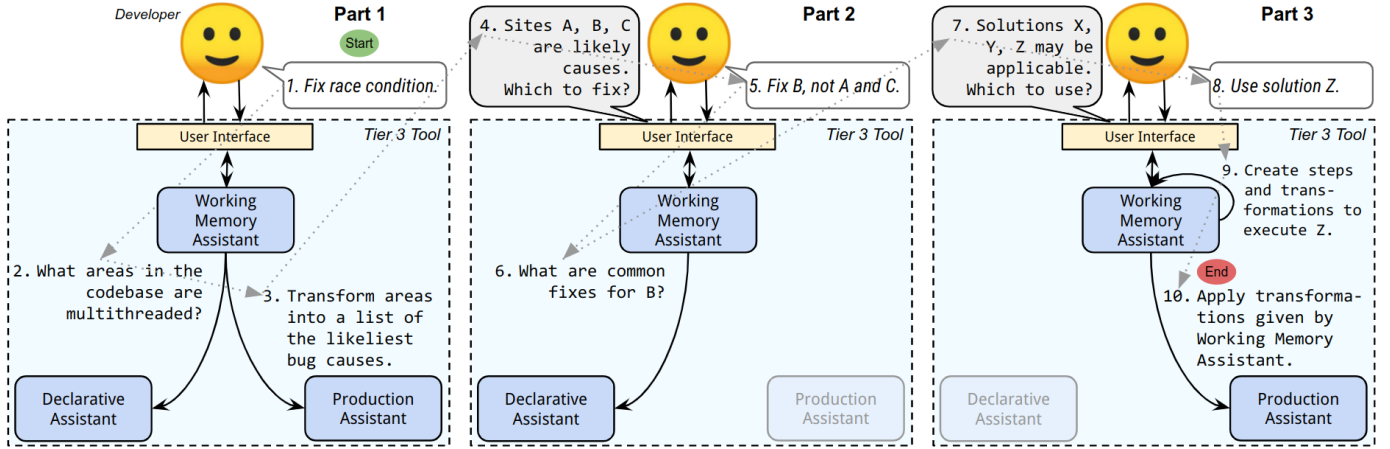 Developer
Part 1
Start
1. Fix race condition.
User Interface
Tier 3 Tool
Working
Memory
Assistant
2. What areas in the
codebase are
multithreaded?
3. Transform areas
into a list of
the likeliest
bug causes.
Declarative
Assistant
Production
Assistant
Part 2
4. Sites A, B, C
are likely
causes.
Which to fix?
5. Fix B, not A and C.
User Interface
Tier 3 Tool
Working
Memory
Assistant
6. What are common
fixes for B?
Declarative
Assistant
Production
Assistant
Part 3
7. Solutions X,
Y, Z may be
applicable.
Which to use?
8. Use solution Z.
User Interface
Tier 3 Tool
Working
Memory
Assistant
9. Create steps
and trans-
formations to
execute Z.
End
10. Apply transforma-
tions given by
Working Memory
Assistant.
Declarative
Assistant
Production
Assistant